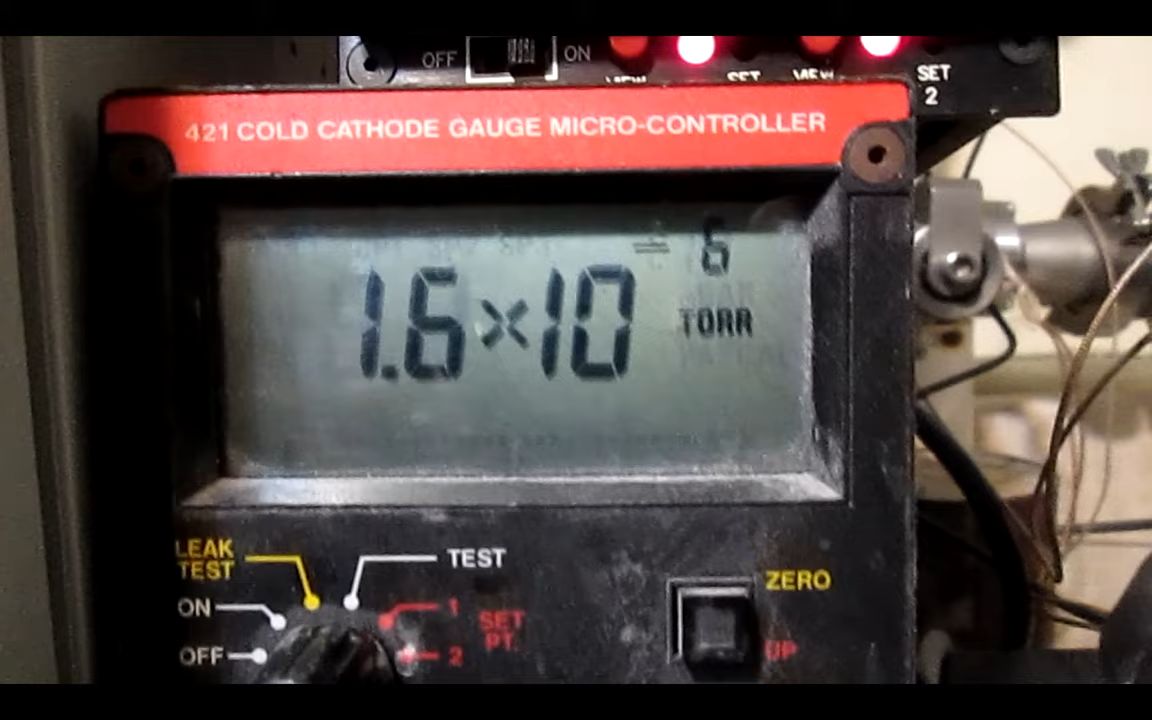 OFF ON
VIEW SET VIEW SET
2
421 COLD CATHODE GAUGE MICRO-CONTROLLER
- 6
1.6×10
TORR
LEAK
TEST
TEST
ZERO
ON
1
SET
PT.
OFF
2
UP